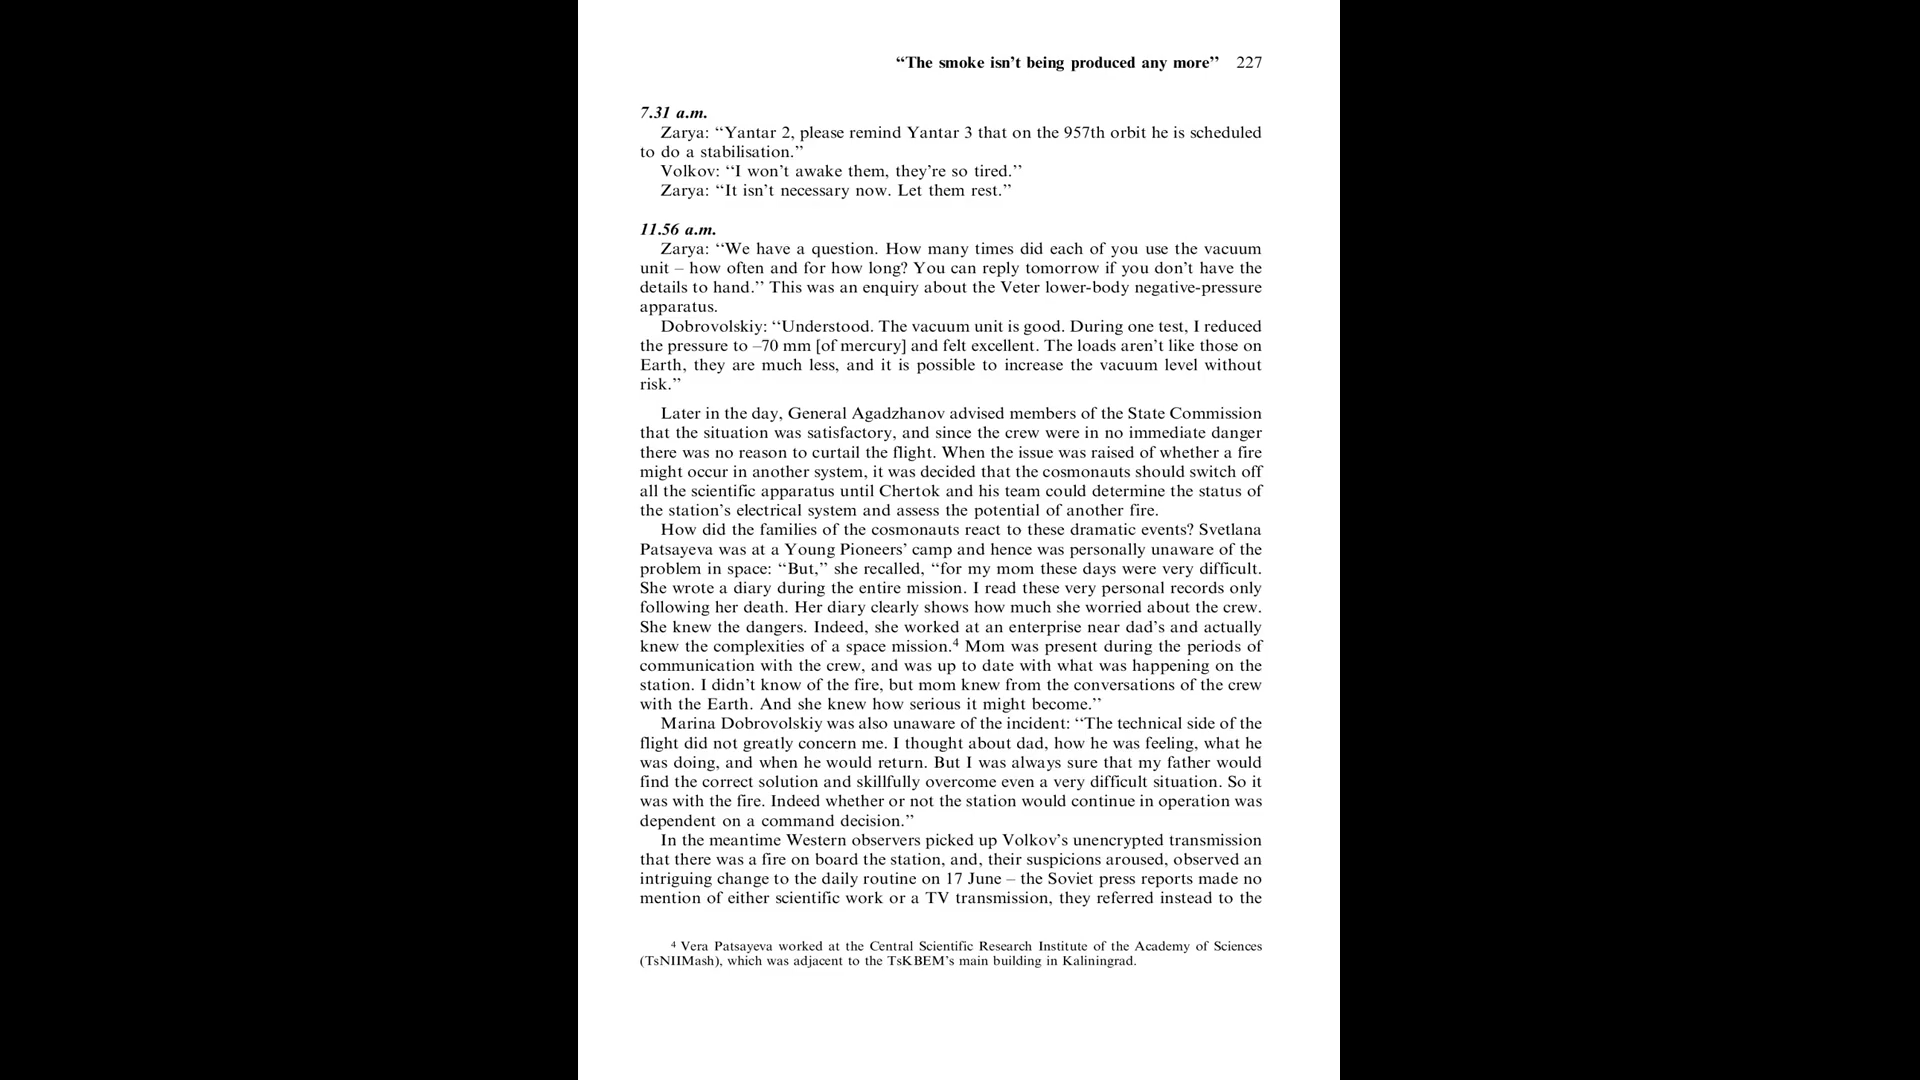 ‘‘The smoke isn’t being produced any more’’ 227
7.31 a.m.
Zarya: ‘‘Yantar 2, please remind Yantar 3 that on the 957th orbit he is scheduled
to do a stabilisation.’’
Volkov: ‘‘I won’t awake them, they’re so tired.’’
Zarya: ‘‘It isn’t necessary now. Let them rest.’’
11.56 a.m.
Zarya: ‘‘We have a question. How many times did each of you use the vacuum
unit – how often and for how long? You can reply tomorrow if you don’t have the
details to hand.’’ This was an enquiry about the Veter lower-body negative-pressure
apparatus.
Dobrovolskiy: ‘‘Understood. The vacuum unit is good. During one test, I reduced
the pressure to –70 mm [of mercury] and felt excellent. The loads aren’t like those on
Earth, they are much less, and it is possible to increase the vacuum level without
risk.’’
Later in the day, General Agadzhanov advised members of the State Commission
that the situation was satisfactory, and since the crew were in no immediate danger
there was no reason to curtail the flight. When the issue was raised of whether a fire
might occur in another system, it was decided that the cosmonauts should switch off
all the scientific apparatus until Chertok and his team could determine the status of
the station’s electrical system and assess the potential of another fire.
How did the families of the cosmonauts react to these dramatic events? Svetlana
Patsayeva was at a Young Pioneers’ camp and hence was personally unaware of the
problem in space: ‘‘But,’’ she recalled, ‘‘for my mom these days were very difficult.
She wrote a diary during the entire mission. I read these very personal records only
following her death. Her diary clearly shows how much she worried about the crew.
She knew the dangers. Indeed, she worked at an enterprise near dad’s and actually
knew the complexities of a space mission.⁴ Mom was present during the periods of
communication with the crew, and was up to date with what was happening on the
station. I didn’t know of the fire, but mom knew from the conversations of the crew
with the Earth. And she knew how serious it might become.’’
Marina Dobrovolskiy was also unaware of the incident: ‘‘The technical side of the
flight did not greatly concern me. I thought about dad, how he was feeling, what he
was doing, and when he would return. But I was always sure that my father would
find the correct solution and skillfully overcome even a very difficult situation. So it
was with the fire. Indeed whether or not the station would continue in operation was
dependent on a command decision.’’
In the meantime Western observers picked up Volkov’s unencrypted transmission
that there was a fire on board the station, and, their suspicions aroused, observed an
intriguing change to the daily routine on 17 June – the Soviet press reports made no
mention of either scientific work or a TV transmission, they referred instead to the
⁴ Vera Patsayeva worked at the Central Scientific Research Institute of the Academy of Sciences
(TsNIIMash), which was adjacent to the TsKBEM’s main building in Kaliningrad.